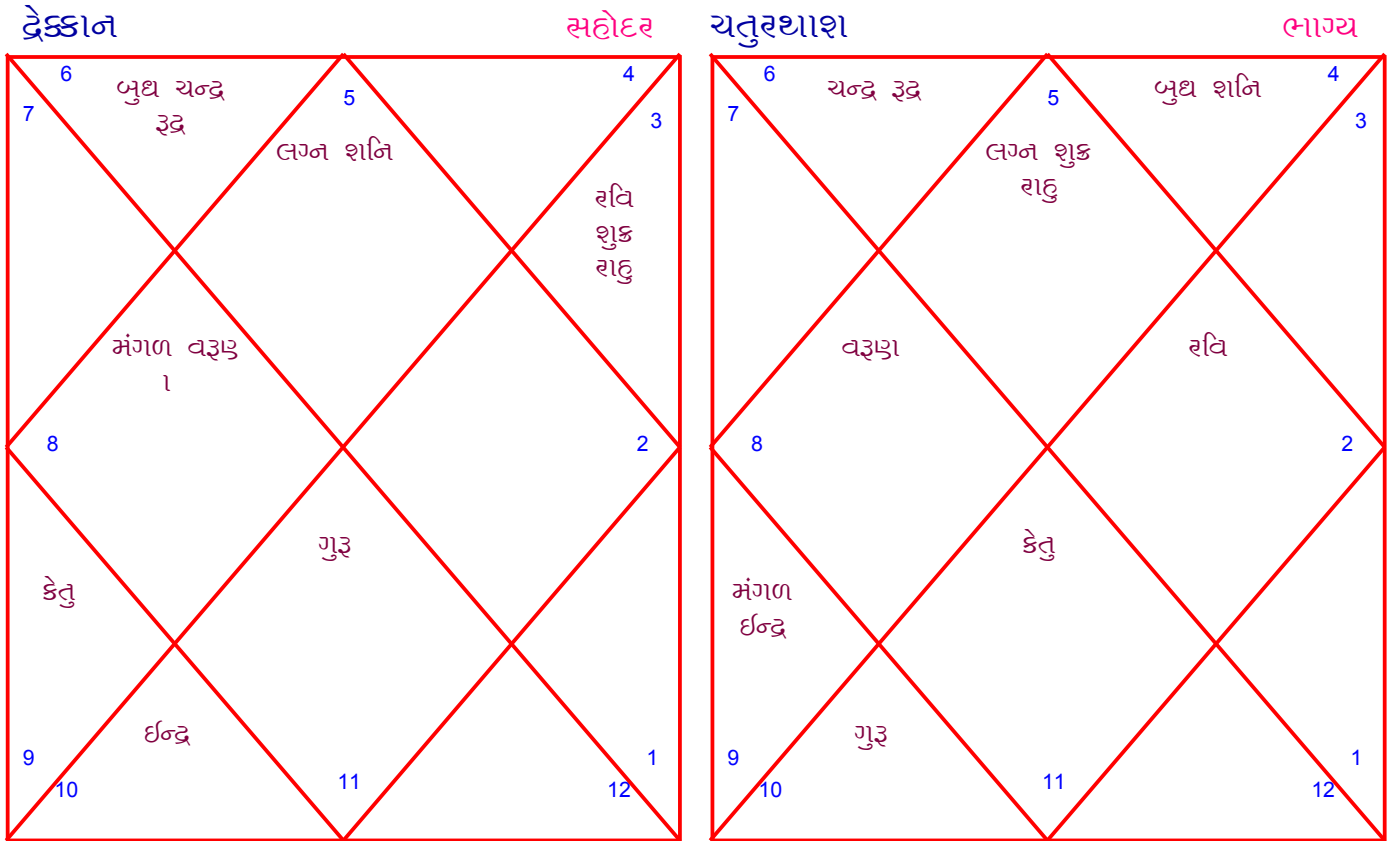 દ્રેક્કાન
સહોદર
6
બુધ ચન્દ્ર
રૂદ્ર
5
4
7
3
લગ્ન શનિ
રવિ
શુક્ર
રાહુ
મંગળ વરૂણ
ા
8
2
ગુરૂ
કેતુ
ઈન્દ્ર
9
10
11
12
1
ચતુરથાશ
ભાગ્ય
6
ચન્દ્ર રૂદ્ર
5
બુધ શનિ
4
7
3
લગ્ન શુક્ર
રાહુ
વરૂણ
રવિ
8
2
કેતુ
મંગળ
ઈન્દ્ર
ગુરૂ
9
10
11
12
1